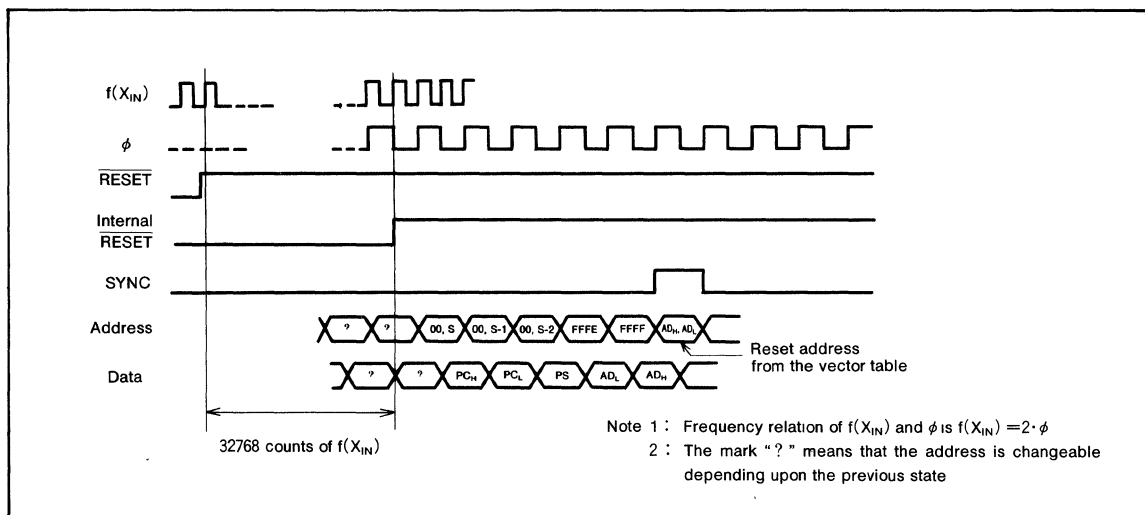 f(XIN)
φ
RESET
Internal
RESET
SYNC
Address
? ? 00, S 00, S-1 00, S-2 FFFE FFFF ADH, ADL
Reset address
from the vector table
Data
? ? PCH PCL PS ADL ADH
32768 counts of f(XIN)
Note 1 : Frequency relation of f(XIN) and φ is f(XIN) =2·φ
2 : The mark “?” means that the address is changeable
depending upon the previous state